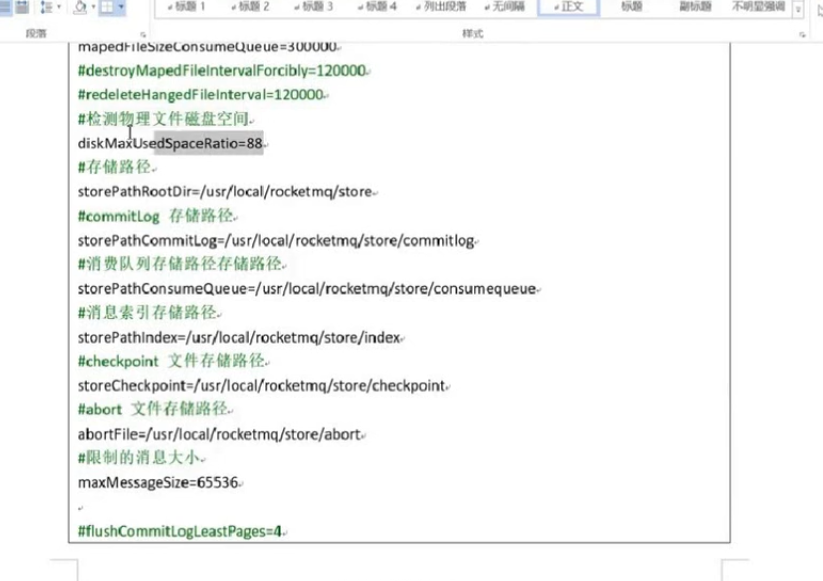 标题 1 标题 2 标题 3 标题 4 列出段落 无间隔 正文 标题 副标题 不明显强调
段落 样式
mapedFileSizeConsumeQueue=300000
#destroyMapedFileIntervalForcibly=120000
#redeleteHangedFileInterval=120000
#检测物理文件磁盘空间
diskMaxUsedSpaceRatio=88
#存储路径
storePathRootDir=/usr/local/rocketmq/store
#commitLog 存储路径
storePathCommitLog=/usr/local/rocketmq/store/commitlog
#消费队列存储路径存储路径
storePathConsumeQueue=/usr/local/rocketmq/store/consumequeue
#消息索引存储路径
storePathIndex=/usr/local/rocketmq/store/index
#checkpoint 文件存储路径
storeCheckpoint=/usr/local/rocketmq/store/checkpoint
#abort 文件存储路径
abortFile=/usr/local/rocketmq/store/abort
#限制的消息大小
maxMessageSize=65536
#flushCommitLogLeastPages=4